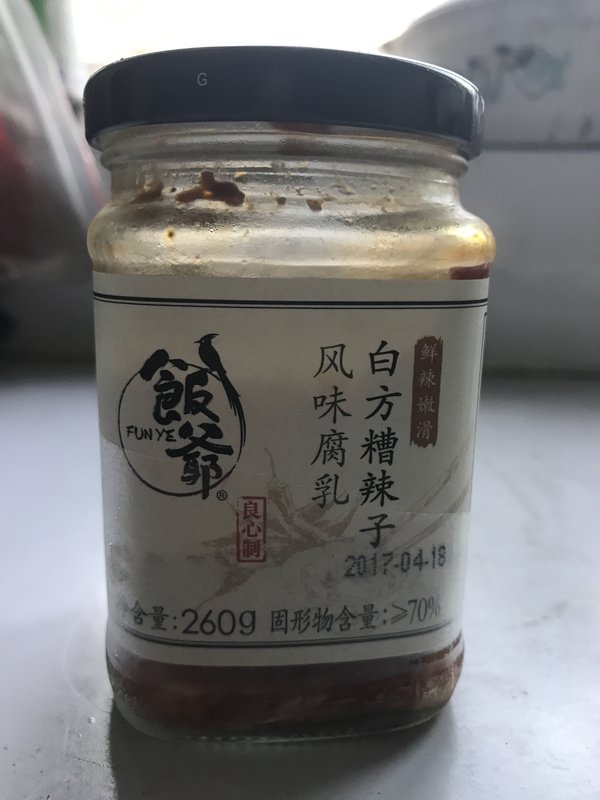 G
飯爺
FUN YE
®
良心制
鲜辣嫩滑
白方糟辣子
风味腐乳
2017-04-18
含量:260g 固形物含量:≥70%